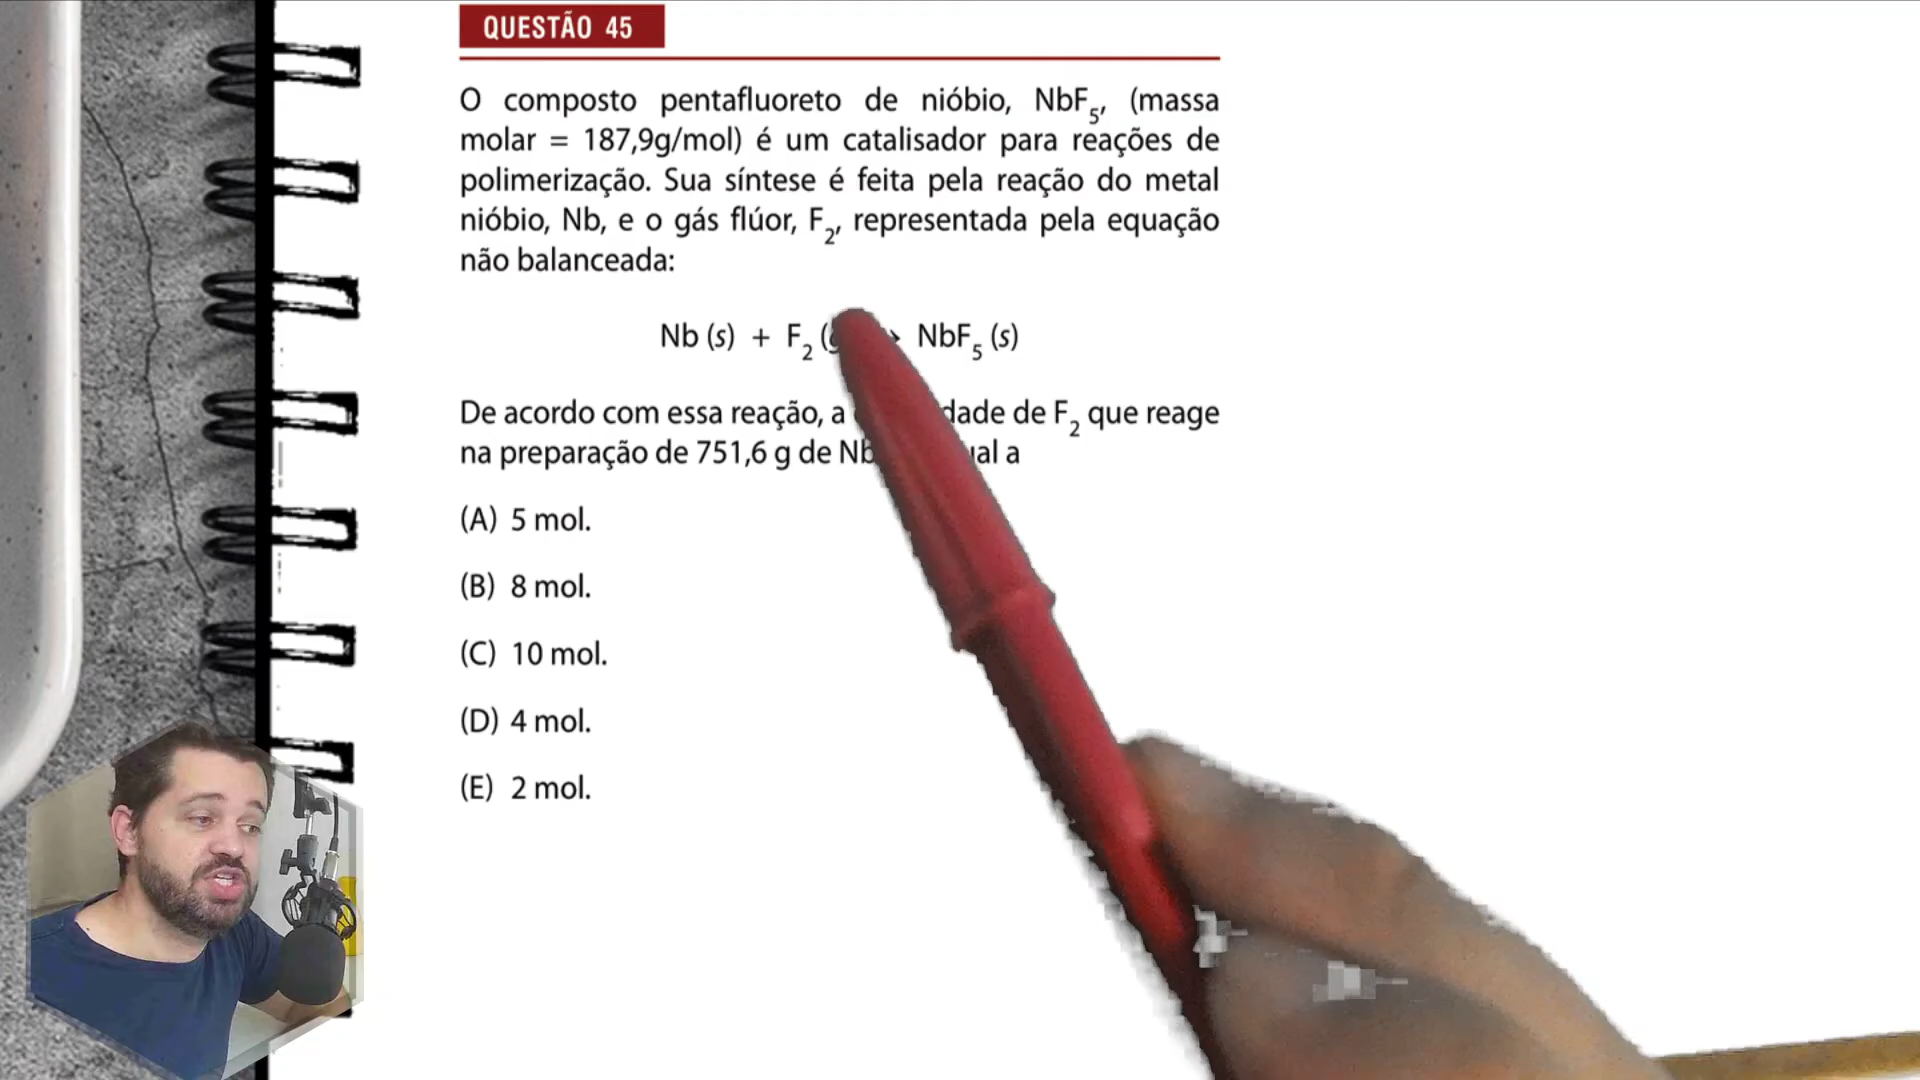 QUESTÃO 45
O composto pentafluoreto de nióbio, NbF5, (massa
molar = 187,9g/mol) é um catalisador para reações de
polimerização. Sua síntese é feita pela reação do metal
nióbio, Nb, e o gás flúor, F2, representada pela equação
não balanceada:
Nb (s) + F2 ( NbF5 (s)
De acordo com essa reação, a dade de F2 que reage
na preparação de 751,6 g de Nb al a
(A) 5 mol.
(B) 8 mol.
(C) 10 mol.
(D) 4 mol.
(E) 2 mol.